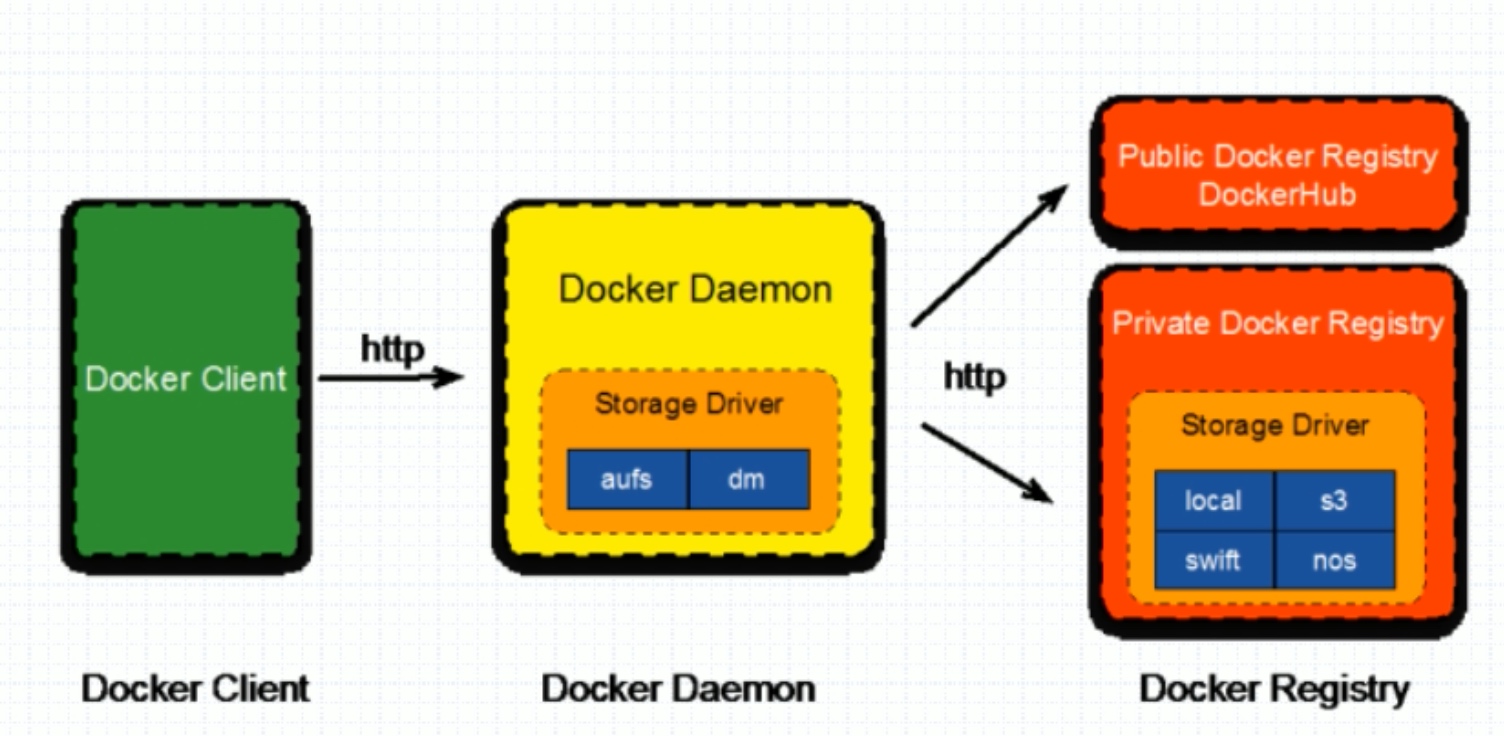 Docker Client
http
Docker Daemon
Storage Driver
aufs
dm
http
Public Docker Registry
DockerHub
Private Docker Registry
Storage Driver
local
s3
swift
nos
Docker Client
Docker Daemon
Docker Registry